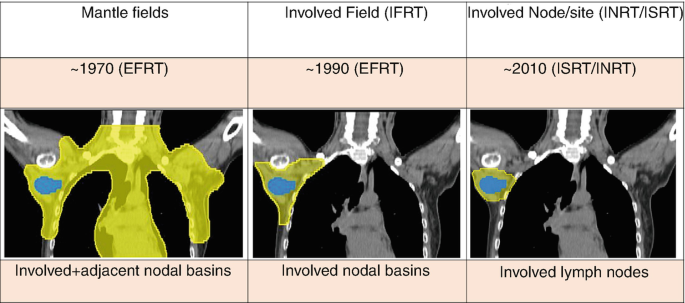 Mantle fields
Involved Field (IFRT)
Involved Node/site (INRT/ISRT)
~1970 (EFRT)
~1990 (EFRT)
~2010 (ISRT/INRT)
Involved+adjacent nodal basins
Involved nodal basins
Involved lymph nodes